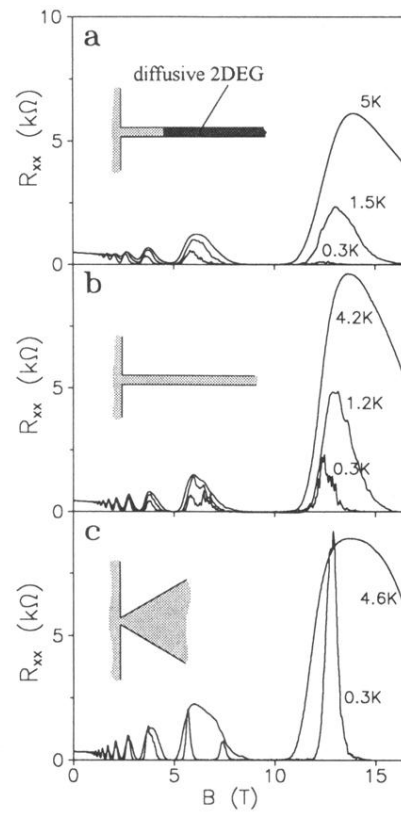 a
10
diffusive 2DEG
5K
5
1.5K
0.3K
0
R_xx (kΩ)
b
4.2K
5
1.2K
0.3K
0
R_xx (kΩ)
c
4.6K
5
0.3K
0
R_xx (kΩ)
0 5 10 15
B (T)